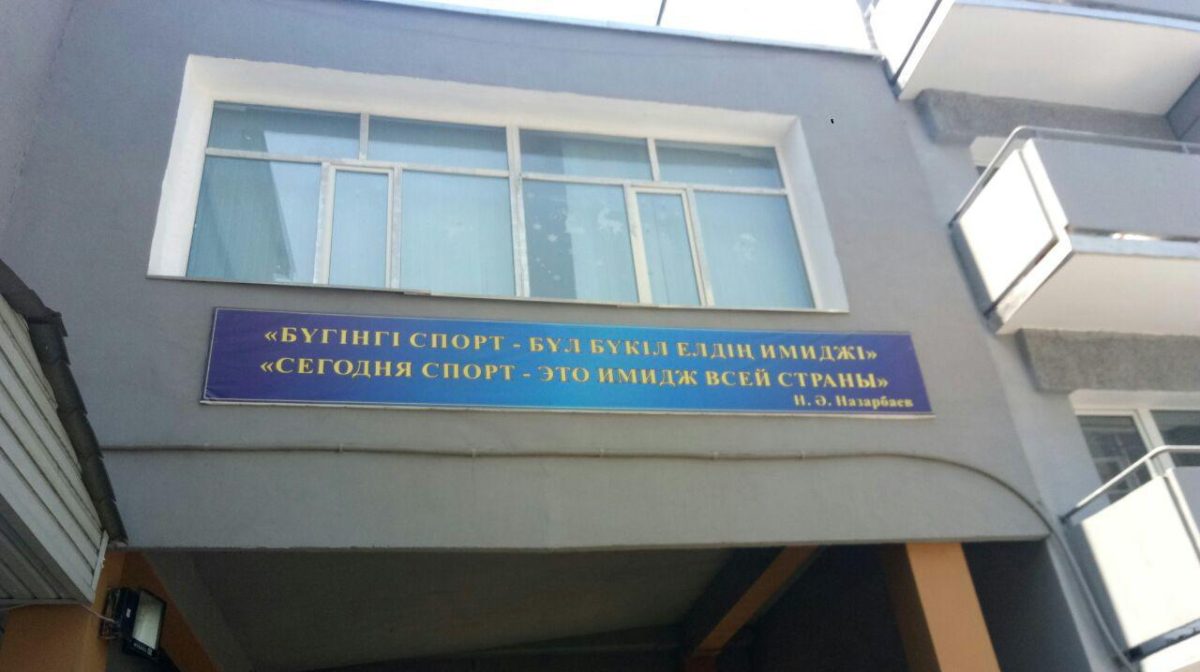 «БҮГІНГІ СПОРТ - БҰЛ БҮКІЛ ЕЛДІҢ ИМИДЖІ»
«СЕГОДНЯ СПОРТ - ЭТО ИМИДЖ ВСЕЙ СТРАНЫ»
Н. Ә. Назарбаев